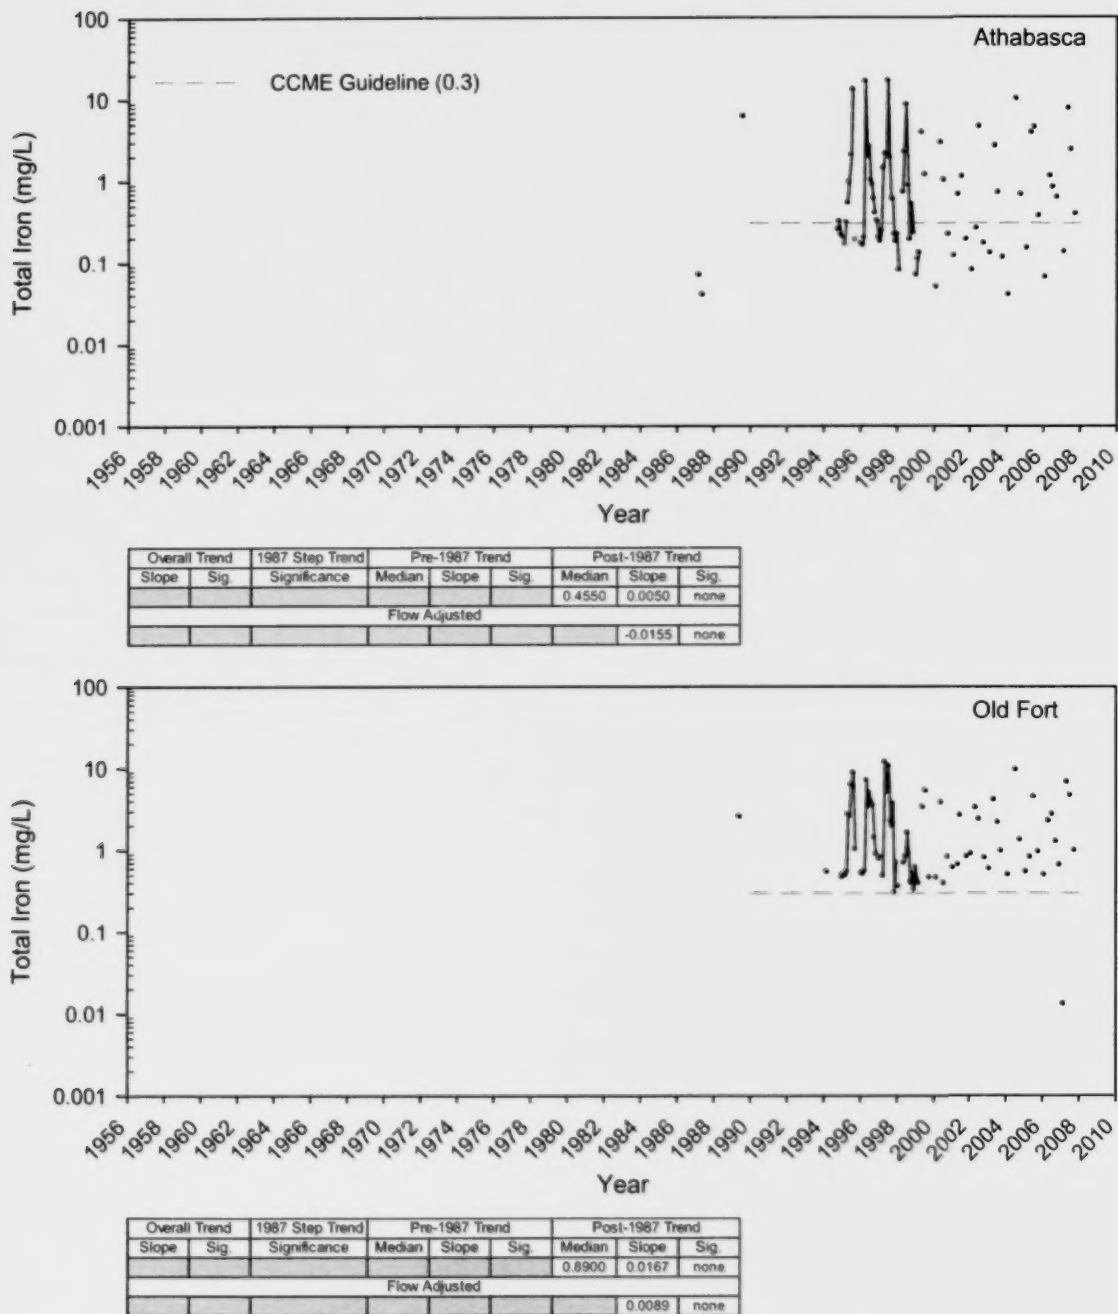 Athabasca
CCME Guideline (0.3)
Total Iron (mg/L)
100
10
1
0.1
0.01
0.001
1956 1958 1960 1962 1964 1966 1968 1970 1972 1974 1976 1978 1980 1982 1984 1986 1988 1990 1992 1994 1996 1998 2000 2002 2004 2006 2008 2010
Year
Overall Trend 1987 Step Trend Pre-1987 Trend Post-1987 Trend
Slope Sig. Significance Median Slope Sig. Median Slope Sig.
0.4550 0.0050 none
Flow Adjusted
-0.0155 none
Old Fort
Total Iron (mg/L)
100
10
1
0.1
0.01
0.001
1956 1958 1960 1962 1964 1966 1968 1970 1972 1974 1976 1978 1980 1982 1984 1986 1988 1990 1992 1994 1996 1998 2000 2002 2004 2006 2008 2010
Year
Overall Trend 1987 Step Trend Pre-1987 Trend Post-1987 Trend
Slope Sig. Significance Median Slope Sig. Median Slope Sig.
0.8900 0.0167 none
Flow Adjusted
0.0089 none